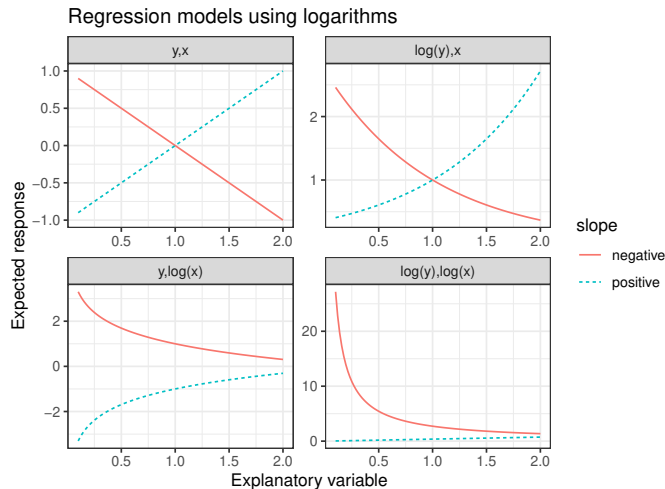 Regression models using logarithms
y,x
log(y),x
1.0
0.5
0.0
−0.5
−1.0
2
1
0.5 1.0 1.5 2.0
0.5 1.0 1.5 2.0
y,log(x)
log(y),log(x)
2
0
−2
20
10
0
0.5 1.0 1.5 2.0
0.5 1.0 1.5 2.0
Explanatory variable
Expected response
slope
negative
positive